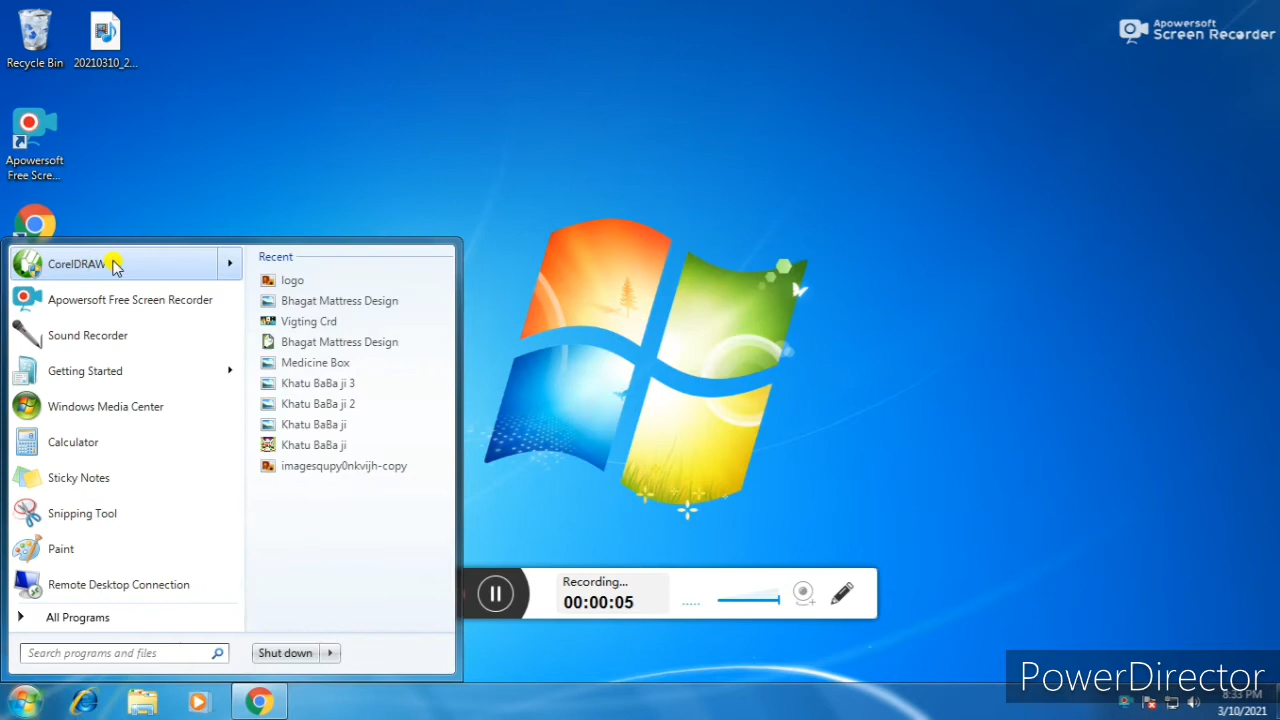 Recycle Bin
20210310_2...
Apowersoft
Screen Recorder
Apowersoft
Free Scre...
CorelDRAW
Apowersoft Free Screen Recorder
Sound Recorder
Getting Started
Windows Media Center
Calculator
Sticky Notes
Snipping Tool
Paint
Remote Desktop Connection
All Programs
Search programs and files
Shut down
Recent
logo
Bhagat Mattress Design
Vigting Crd
Bhagat Mattress Design
Medicine Box
Khatu BaBa ji 3
Khatu BaBa ji 2
Khatu BaBa ji
Khatu BaBa ji
imagesqupy0nkvijh-copy
Recording...
00:00:05
PowerDirector
8:33 PM
3/10/2021